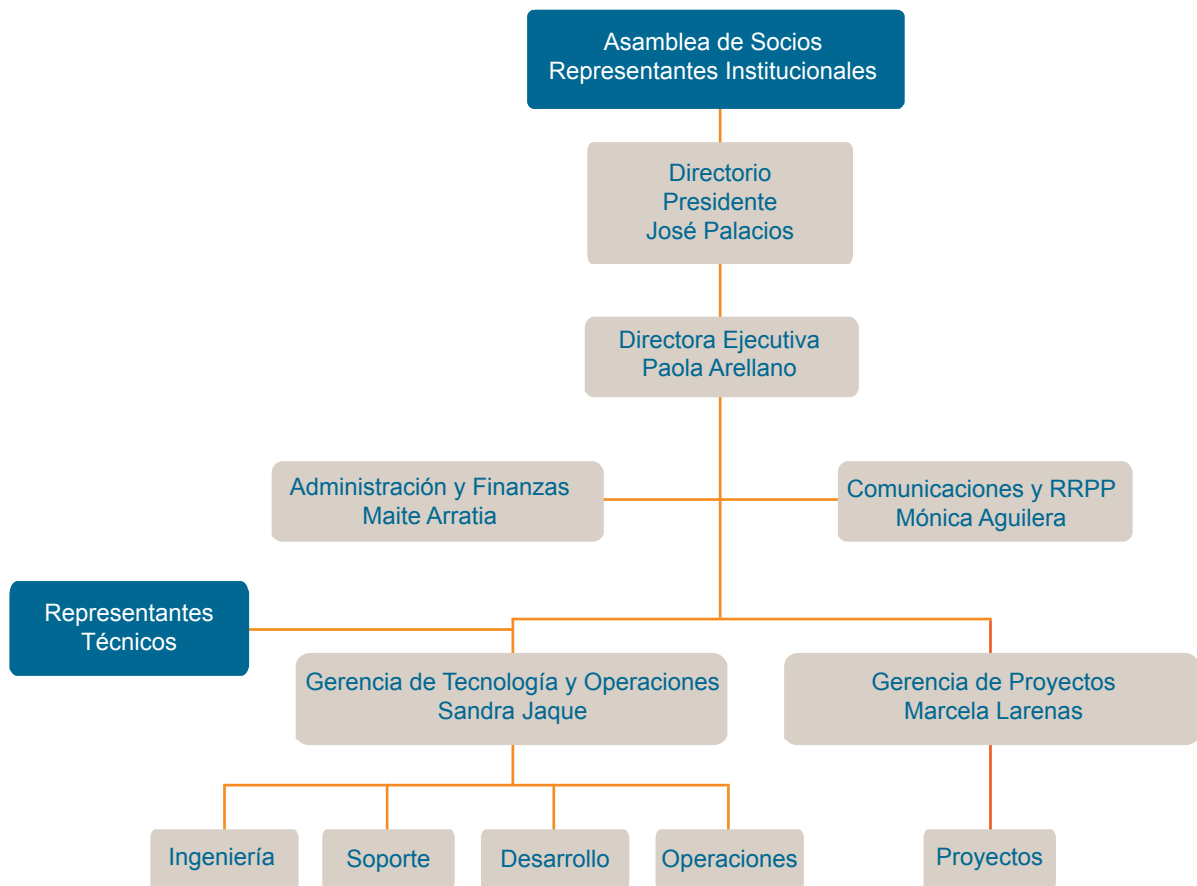 Asamblea de Socios
Representantes Institucionales
Directorio
Presidente
José Palacios
Directora Ejecutiva
Paola Arellano
Administración y Finanzas
Maite Arratia
Comunicaciones y RRPP
Mónica Aguilera
Representantes
Técnicos
Gerencia de Tecnología y Operaciones
Sandra Jaque
Gerencia de Proyectos
Marcela Larenas
Ingeniería
Soporte
Desarrollo
Operaciones
Proyectos